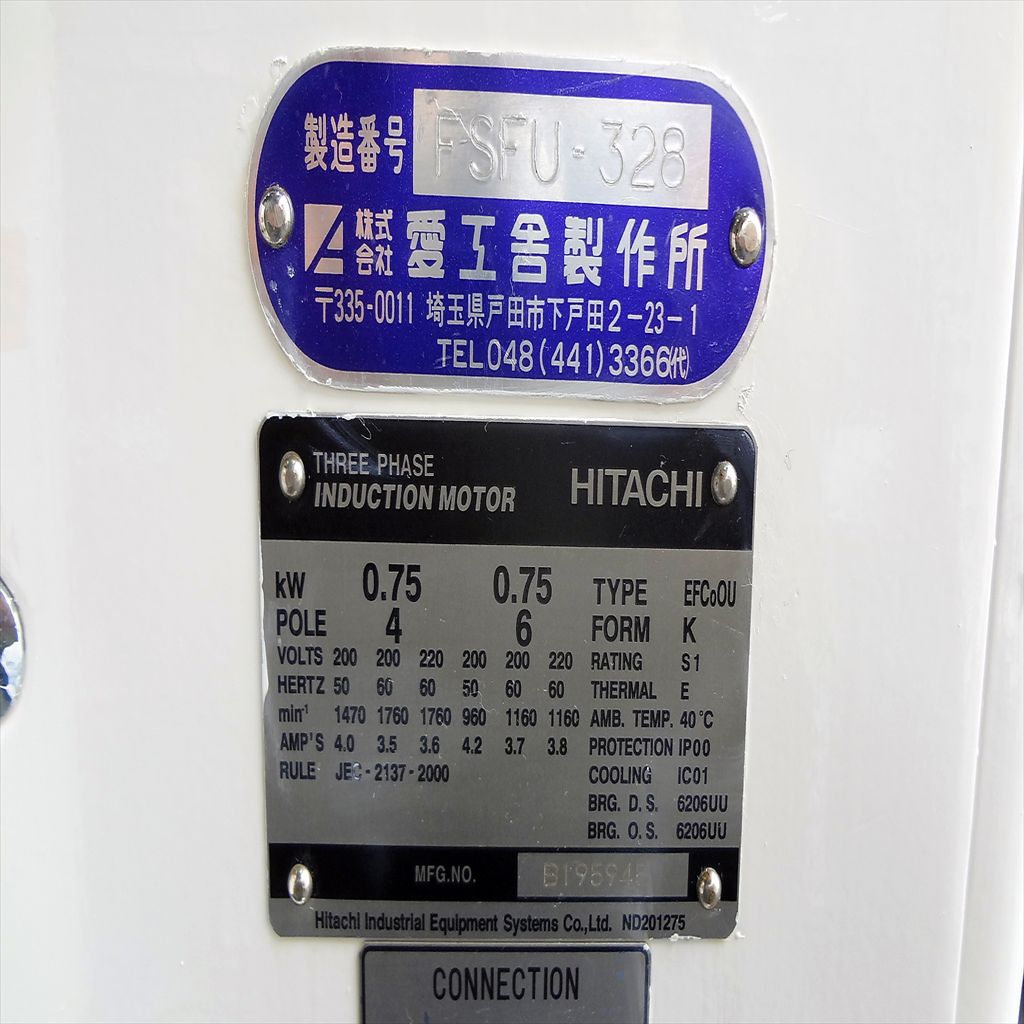 製造番号 FSFU-328
株式会社 愛工舎製作所
〒335-0011 埼玉県戸田市下戸田2-23-1
TEL048(441)3366(代)
THREE PHASE
INDUCTION MOTOR HITACHI
kW 0.75 0.75 TYPE EFCoOU
POLE 4 6 FORM K
VOLTS 200 200 220 200 200 220 RATING S1
HERTZ 50 60 60 50 60 60 THERMAL E
min⁻¹ 1470 1760 1760 960 1160 1160 AMB. TEMP. 40°C
AMP'S 4.0 3.5 3.6 4.2 3.7 3.8 PROTECTION IP00
RULE JEC-2137-2000 COOLING IC01
BRG. D. S. 6206UU
BRG. O. S. 6206UU
MFG.NO.
Hitachi Industrial Equipment Systems Co.,Ltd. ND201275
CONNECTION